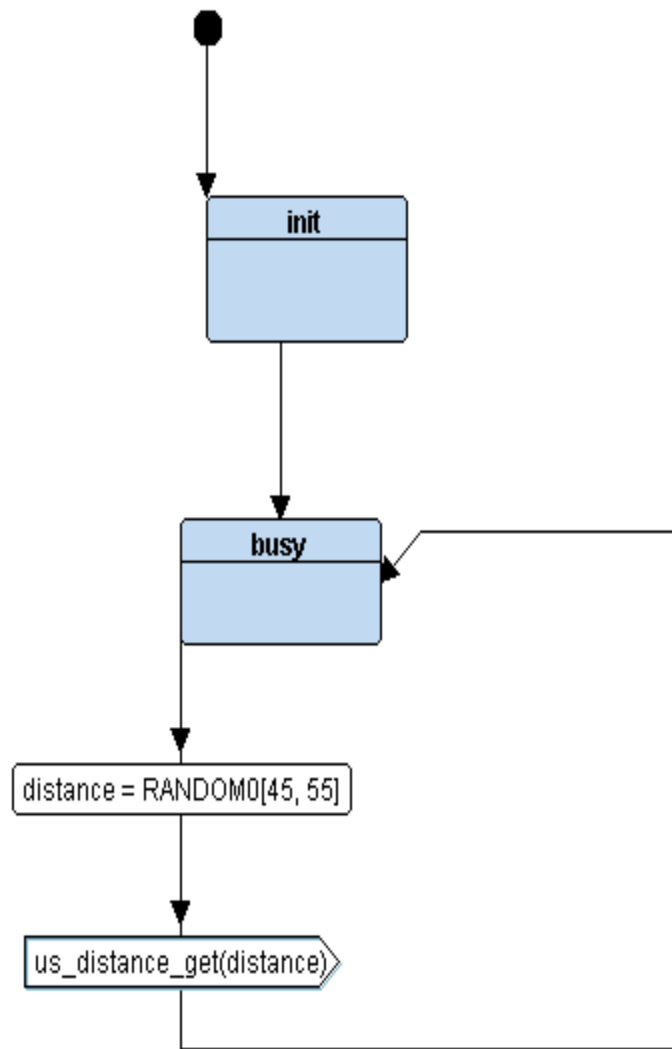 init
busy
distance = RANDOM0[45, 55]
us_distance_get(distance)